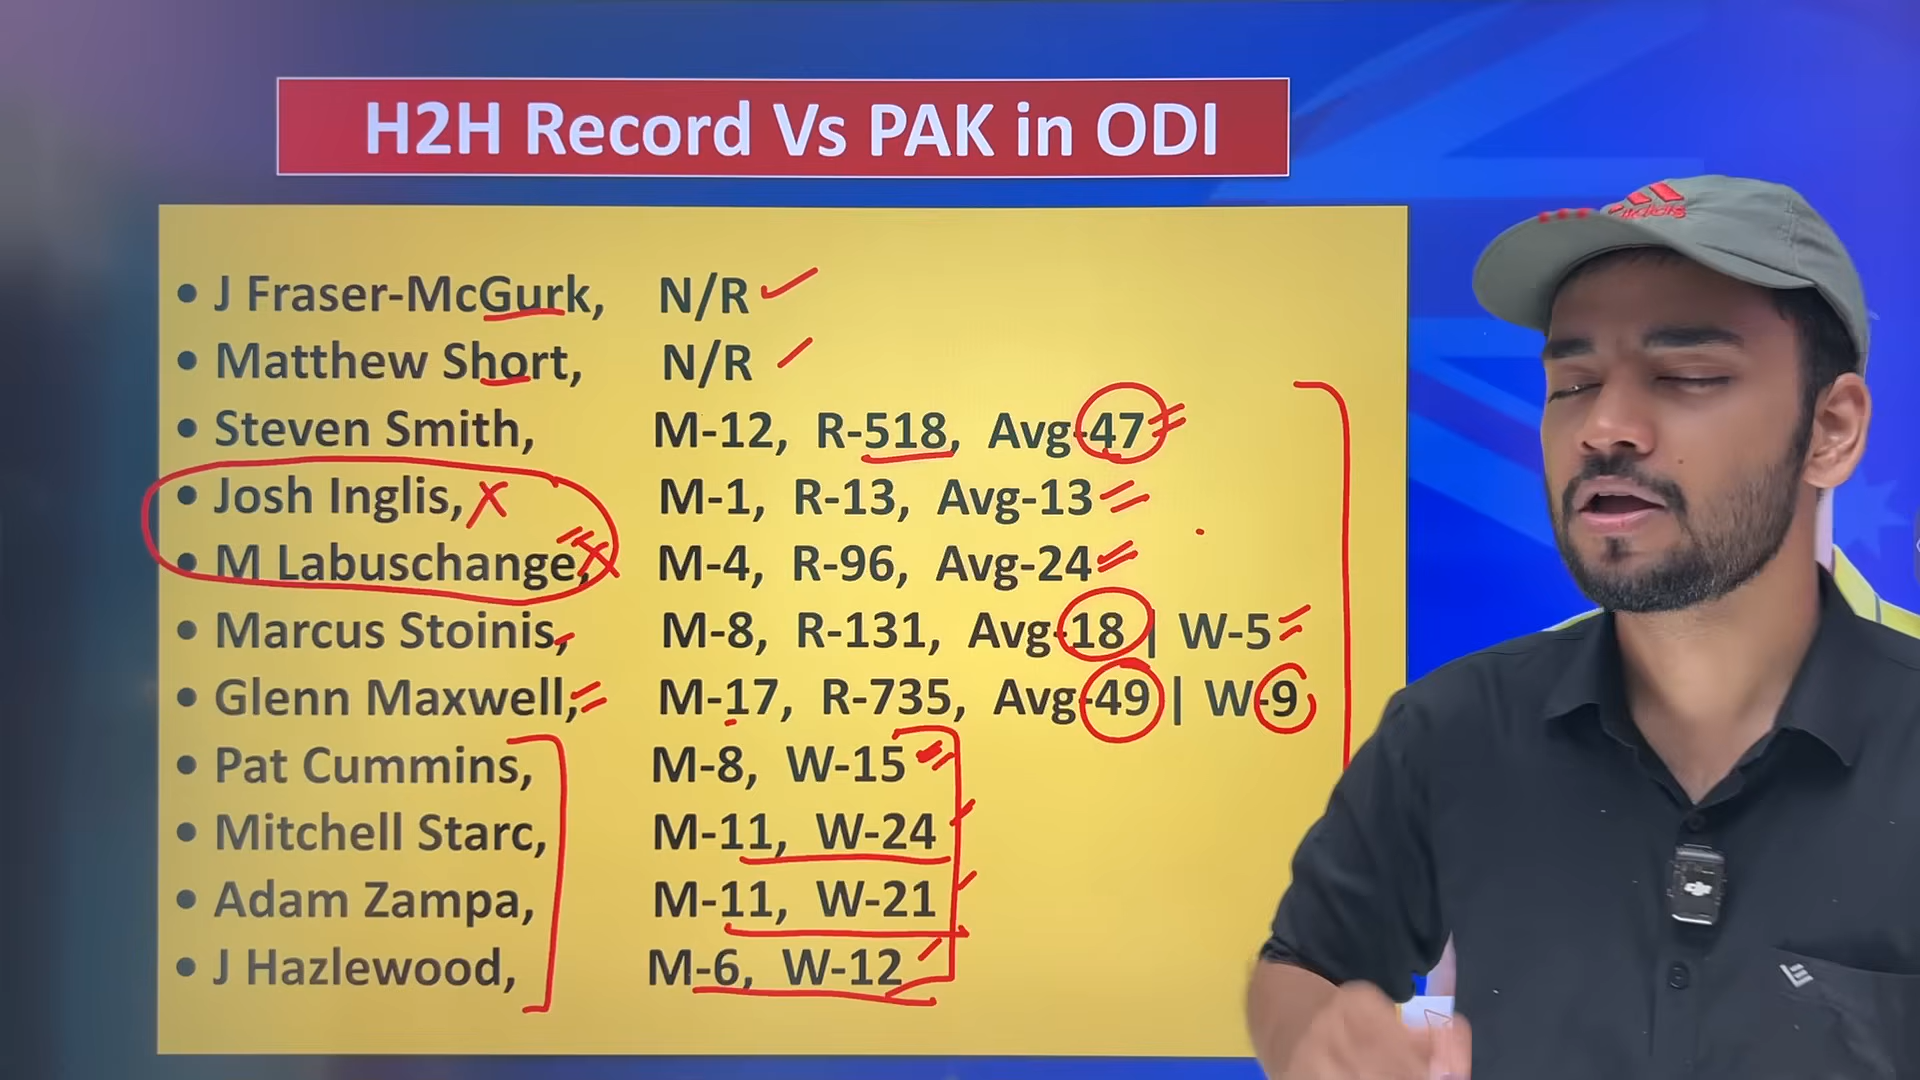 H2H Record Vs PAK in ODI
• J Fraser-McGurk, N/R
• Matthew Short, N/R
• Steven Smith, M-12, R-518, Avg-47
• Josh Inglis, M-1, R-13, Avg-13
• M Labuschange, M-4, R-96, Avg-24
• Marcus Stoinis, M-8, R-131, Avg-18 | W-5
• Glenn Maxwell, M-17, R-735, Avg-49 | W-9
• Pat Cummins, M-8, W-15
• Mitchell Starc, M-11, W-24
• Adam Zampa, M-11, W-21
• J Hazlewood, M-6, W-12